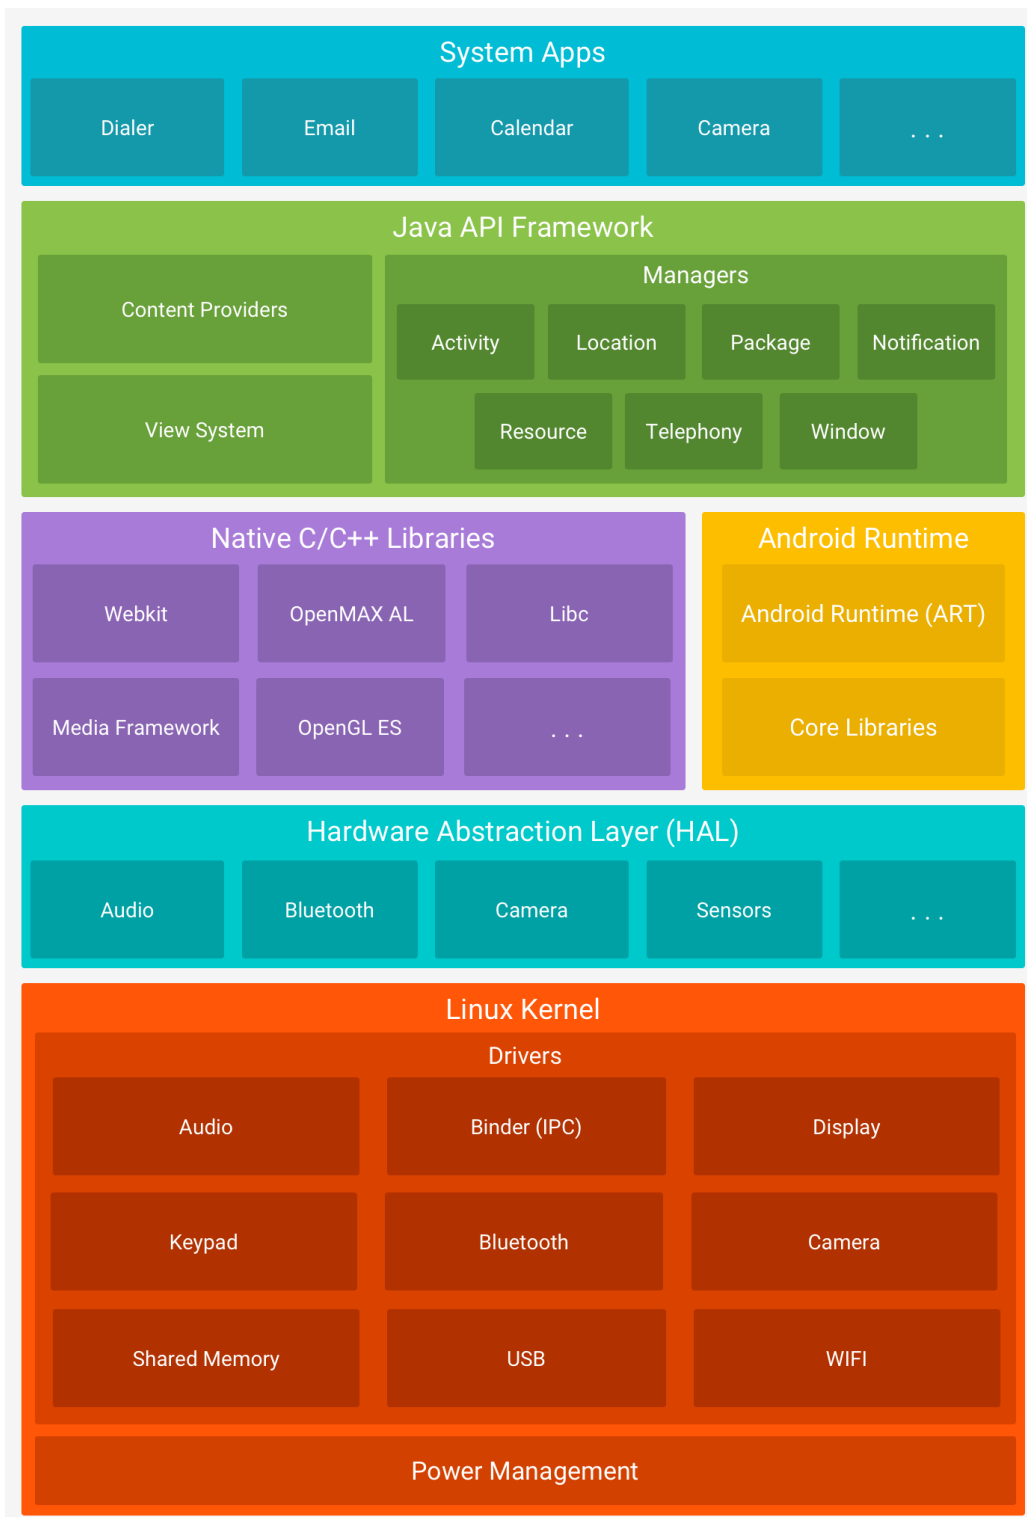 System Apps
Dialer
Email
Calendar
Camera
. . .
Java API Framework
Content Providers
View System
Managers
Activity
Location
Package
Notification
Resource
Telephony
Window
Native C/C++ Libraries
Webkit
OpenMAX AL
Libc
Media Framework
OpenGL ES
. . .
Android Runtime
Android Runtime (ART)
Core Libraries
Hardware Abstraction Layer (HAL)
Audio
Bluetooth
Camera
Sensors
. . .
Linux Kernel
Drivers
Audio
Binder (IPC)
Display
Keypad
Bluetooth
Camera
Shared Memory
USB
WIFI
Power Management